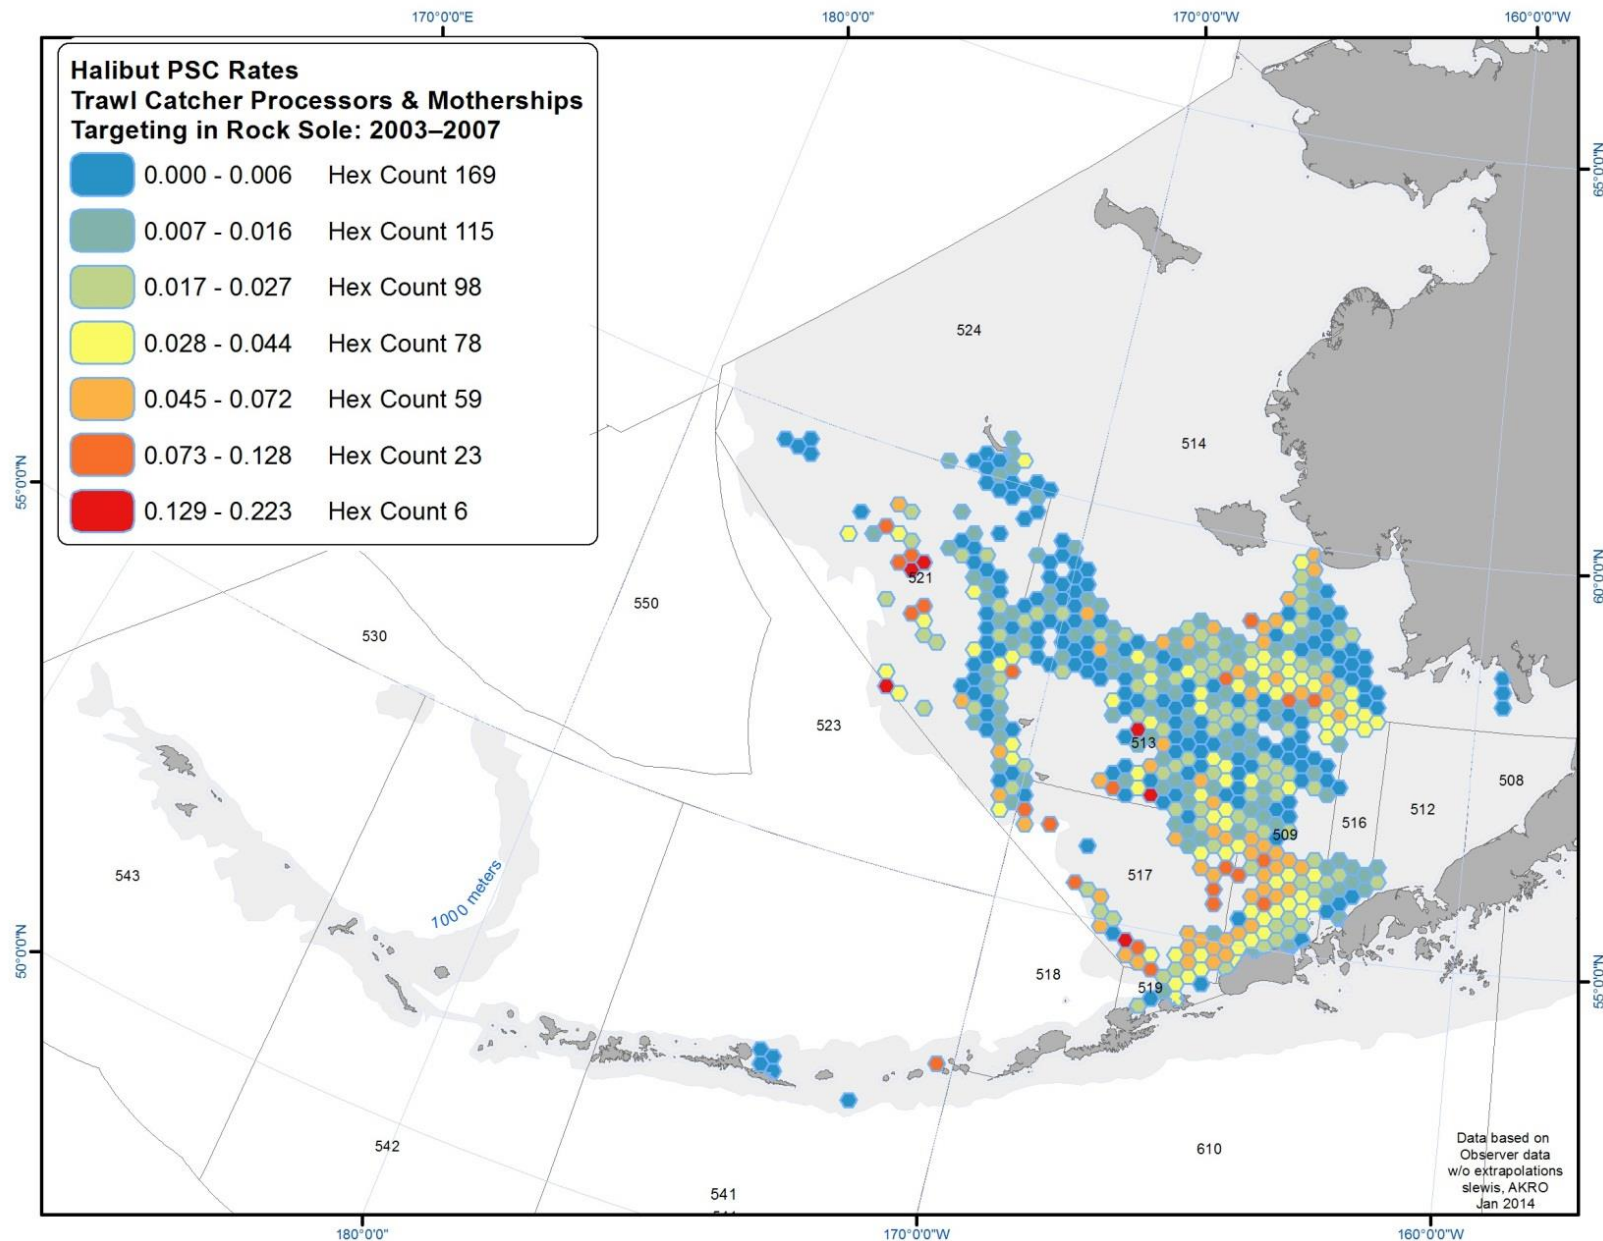 170°0'0"E
180°0'0"
170°0'0"W
160°0'0"W
Halibut PSC Rates
Trawl Catcher Processors & Motherships
Targeting in Rock Sole: 2003–2007
0.000 - 0.006 Hex Count 169
0.007 - 0.016 Hex Count 115
0.017 - 0.027 Hex Count 98
0.028 - 0.044 Hex Count 78
0.045 - 0.072 Hex Count 59
0.073 - 0.128 Hex Count 23
0.129 - 0.223 Hex Count 6
65°0'0"N
524
514
55°0'0"N
521
60°0'0"N
550
530
523
513
508
512
516
509
543
517
7000 meters
50°0'0"N
518
519
55°0'0"N
542
610
541
Data based on
Observer data
w/o extrapolations
slewis, AKRO
Jan 2014
180°0'0"
170°0'0"W
160°0'0"W